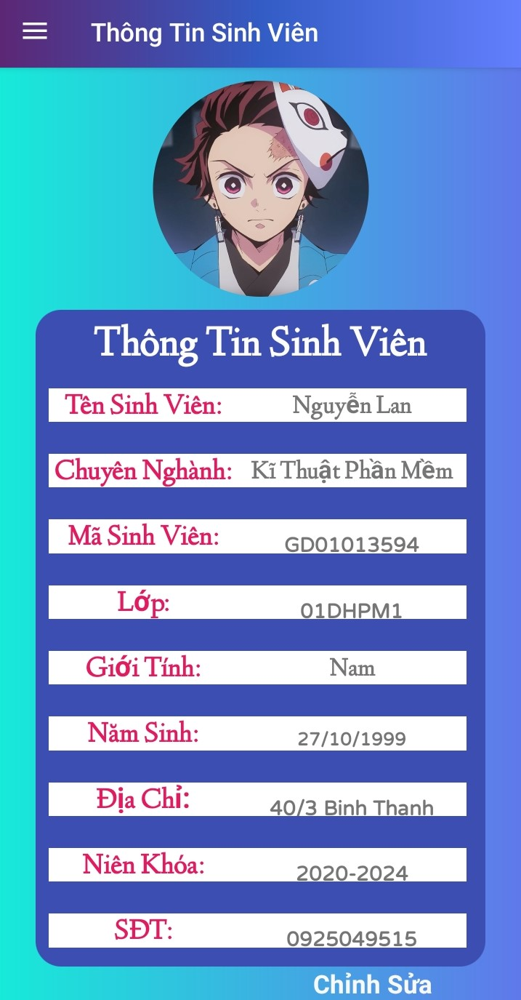 Thông Tin Sinh Viên
Thông Tin Sinh Viên
Tên Sinh Viên: Nguyễn Lan
Chuyên Nghành: Kĩ Thuật Phần Mềm
Mã Sinh Viên: GD01013594
Lớp: 01DHPM1
Giới Tính: Nam
Năm Sinh: 27/10/1999
Địa Chỉ: 40/3 Binh Thanh
Niên Khóa: 2020-2024
SĐT: 0925049515
Chỉnh Sửa